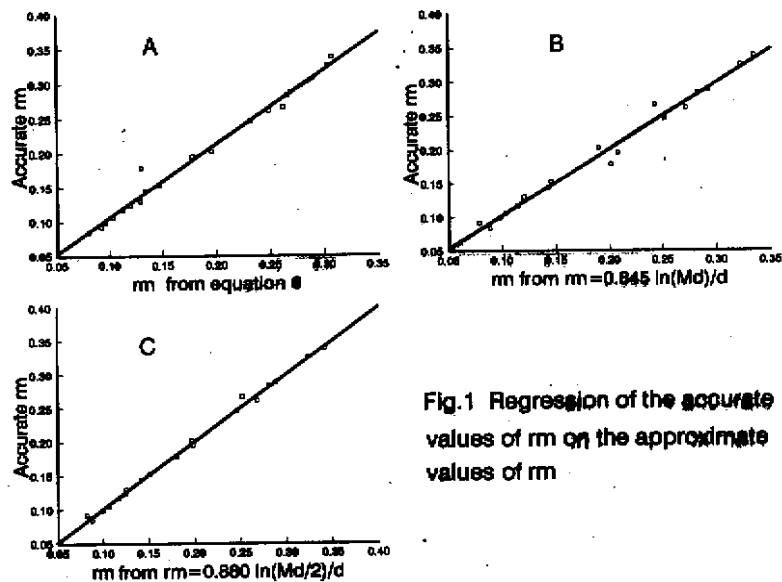 0.40
0.35
0.30
0.25
0.20
0.15
0.10
0.05
Accurate rm
A
0.05 0.10 0.15 0.20 0.25 0.30 0.35
rm from equation
0.40
0.35
0.30
0.25
0.20
0.15
0.10
0.05
Accurate rm
B
0.05 0.10 0.15 0.20 0.25 0.30 0.35
rm from rm=0.845 ln(Md)/d
0.40
0.35
0.30
0.25
0.20
0.15
0.10
0.05
Accurate rm
C
0.05 0.10 0.15 0.20 0.25 0.30 0.35 0.40
rm from rm=0.880 ln(Md/2)/d
Fig.1 Regression of the accurate
values of rm on the approximate
values of rm